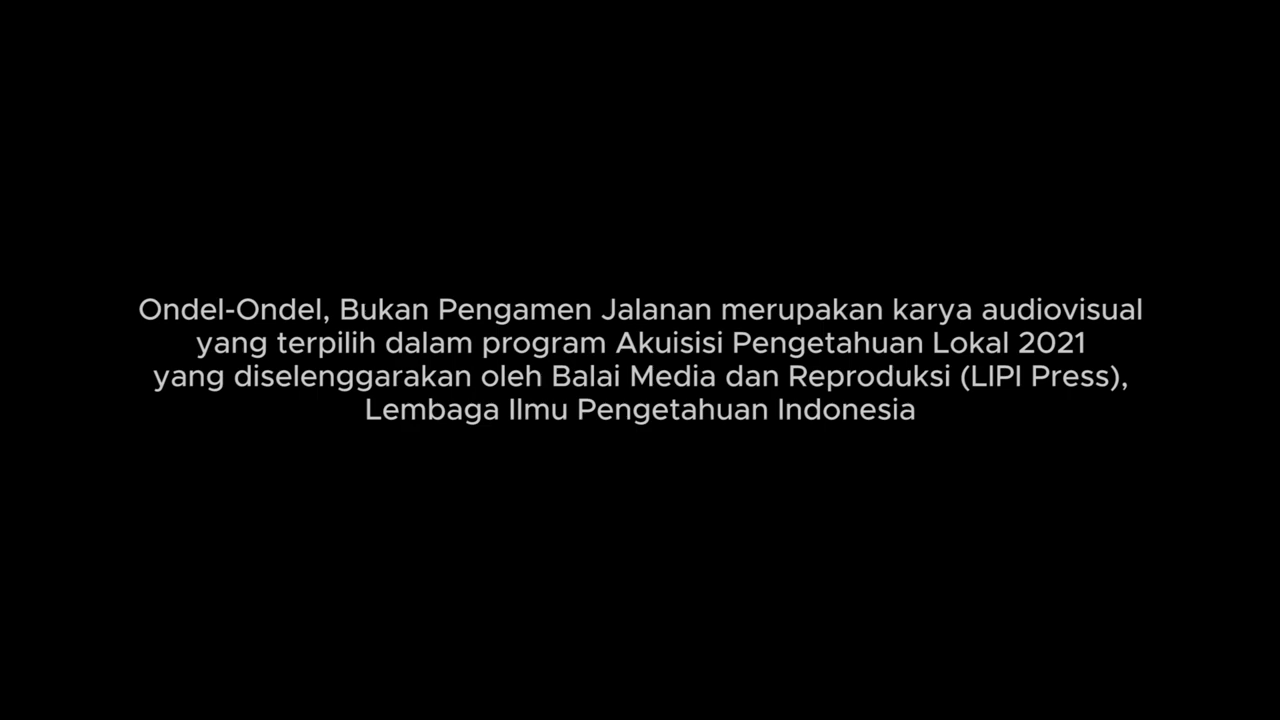 Ondel-Ondel, Bukan Pengamen Jalanan merupakan karya audiovisual
yang terpilih dalam program Akuisisi Pengetahuan Lokal 2021
yang diselenggarakan oleh Balai Media dan Reproduksi (LIPI Press),
Lembaga Ilmu Pengetahuan Indonesia